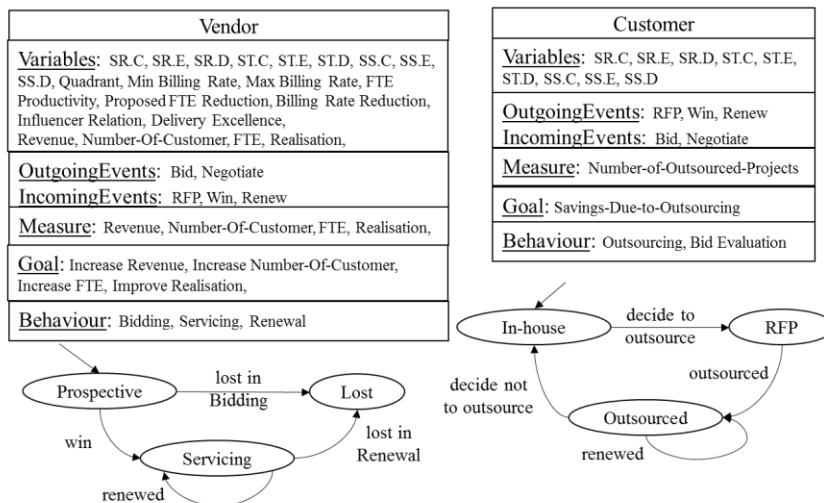 Vendor
Variables: SR.C, SR.E, SR.D, ST.C, ST.E, ST.D, SS.C, SS.E,
SS.D, Quadrant, Min Billing Rate, Max Billing Rate, FTE
Productivity, Proposed FTE Reduction, Billing Rate Reduction,
Influencer Relation, Delivery Excellence,
Revenue, Number-Of-Customer, FTE, Realisation,
OutgoingEvents: Bid, Negotiate
IncomingEvents: RFP, Win, Renew
Measure: Revenue, Number-Of-Customer, FTE, Realisation,
Goal: Increase Revenue, Increase Number-Of-Customer,
Increase FTE, Improve Realisation,
Behaviour: Bidding, Servicing, Renewal
Prospective
lost in
Bidding
Lost
win
Servicing
lost in
Renewal
renewed
Customer
Variables: SR.C, SR.E, SR.D, ST.C, ST.E,
ST.D, SS.C, SS.E, SS.D
OutgoingEvents: RFP, Win, Renew
IncomingEvents: Bid, Negotiate
Measure: Number-of-Outsourced-Projects
Goal: Savings-Due-to-Outsourcing
Behaviour: Outsourcing, Bid Evaluation
In-house
decide to
outsource
RFP
outsourced
decide not
to outsource
Outsourced
renewed